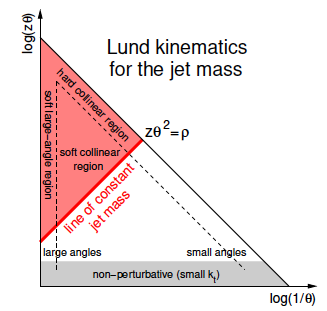 log(zθ)
Lund kinematics
for the jet mass
hard collinear region
soft large−angle region
zθ²=ρ
soft collinear
region
line of constant
jet mass
large angles
small angles
non−perturbative (small kₜ)
log(1/θ)